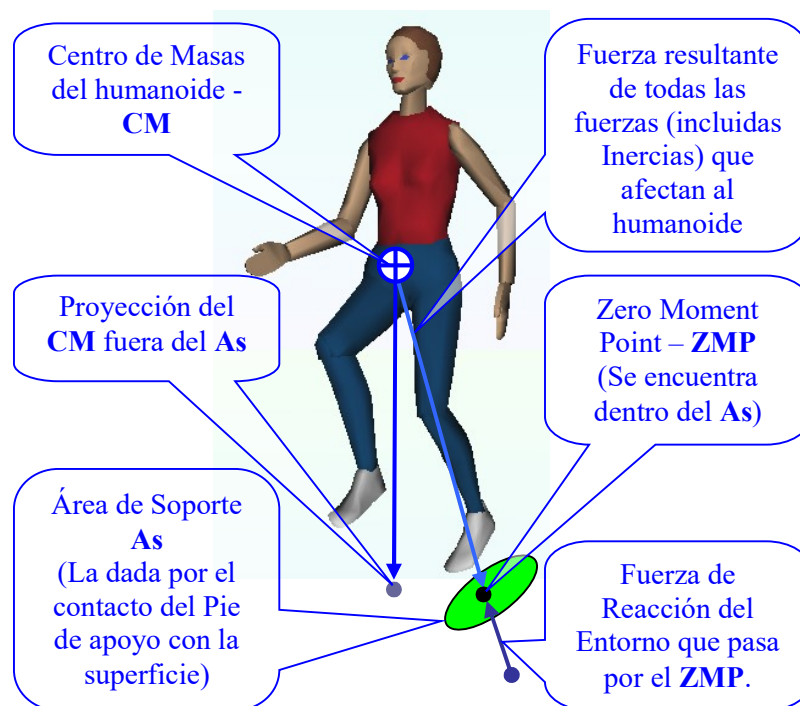 Centro de Masas
del humanoide -
CM
Fuerza resultante
de todas las
fuerzas (incluidas
Inercias) que
afectan al
humanoide
Proyección del
CM fuera del As
Zero Moment
Point – ZMP
(Se encuentra
dentro del As)
Área de Soporte
As
(La dada por el
contacto del Pie
de apoyo con la
superficie)
Fuerza de
Reacción del
Entorno que pasa
por el ZMP.